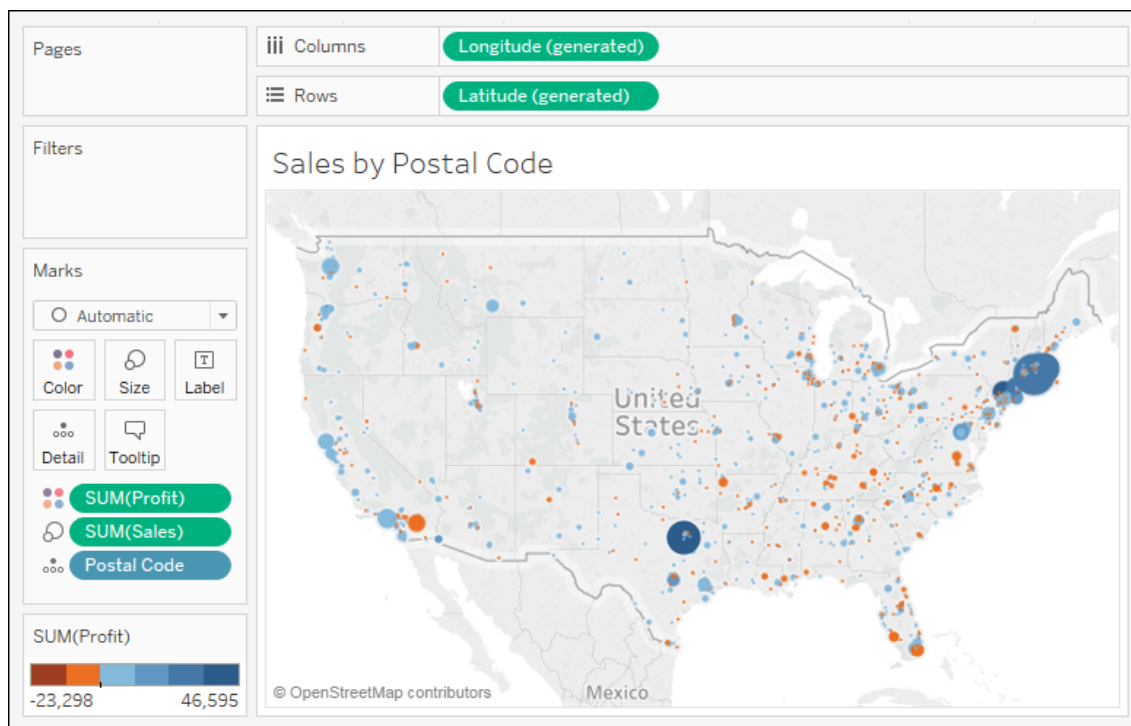 Pages
Columns
Longitude (generated)
Rows
Latitude (generated)
Filters
Sales by Postal Code
Marks
Automatic
Color
Size
T
Label
Detail
Tooltip
SUM(Profit)
SUM(Sales)
Postal Code
SUM(Profit)
-23,298
46,595
United
States
© OpenStreetMap contributors
Mexico